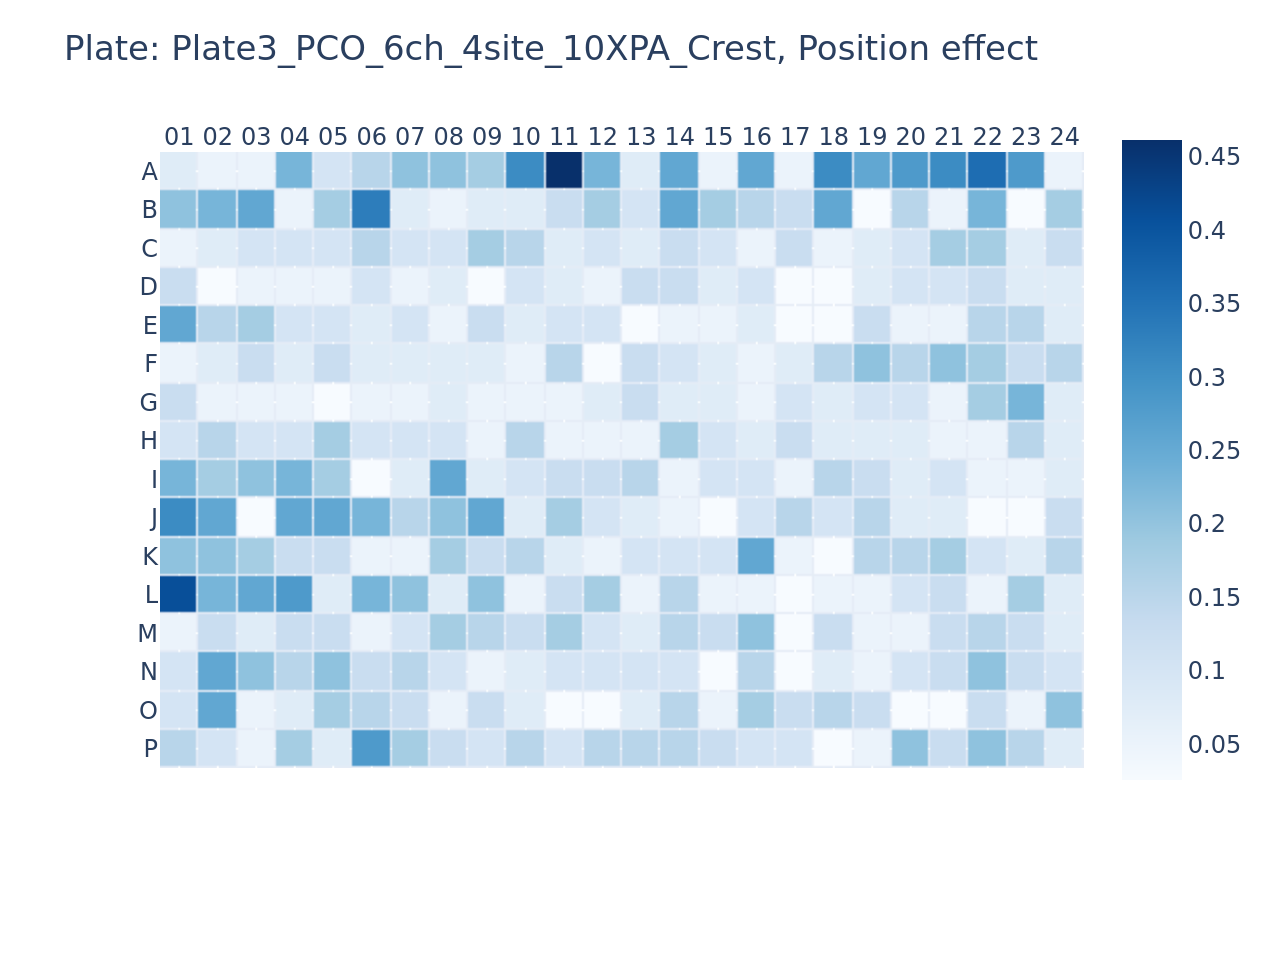 Plate: Plate3_PCO_6ch_4site_10XPA_Crest, Position effect
01 02 03 04 05 06 07 08 09 10 11 12 13 14 15 16 17 18 19 20 21 22 23 24
A
B
C
D
E
F
G
H
I
J
K
L
M
N
O
P
0.45
0.4
0.35
0.3
0.25
0.2
0.15
0.1
0.05